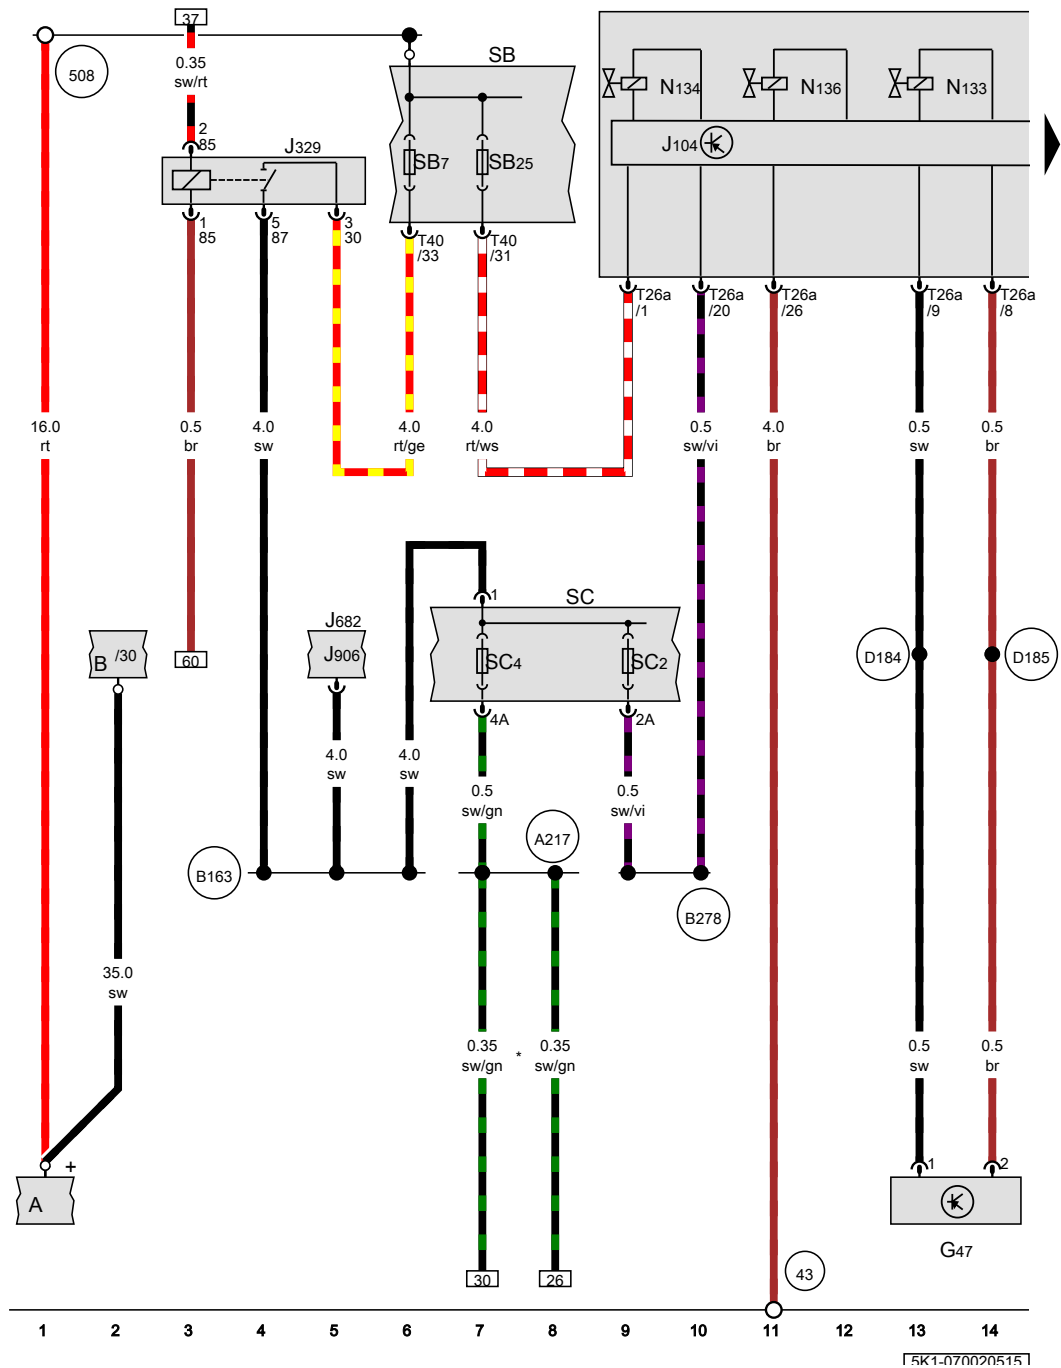 37
508
0.35
sw/rt
2
85
J329
1
85
5
87
3
30
SB
SB7
SB25
T40
/33
T40
/31
N134
N136
N133
J104
T26a
/1
T26a
/20
T26a
/26
T26a
/9
T26a
/8
16.0
rt
0.5
br
4.0
sw
4.0
rt/ge
4.0
rt/ws
0.5
sw/vi
4.0
br
0.5
sw
0.5
br
B /30
60
J682
J906
SC
1
SC4
SC2
4A
2A
D184
D185
4.0
sw
4.0
sw
0.5
sw/gn
0.5
sw/vi
A217
B163
B278
35.0
sw
0.35
sw/gn
*
0.35
sw/gn
0.5
sw
0.5
br
+
A
1
2
G47
30
26
43
1 2 3 4 5 6 7 8 9 10 11 12 13 14
5K1-070020515